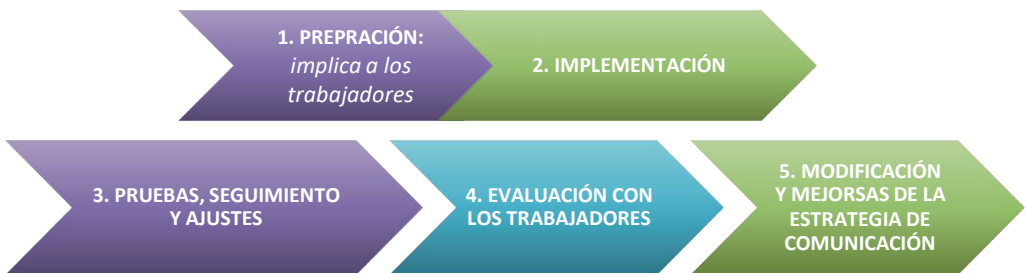 1. PREPRACIÓN:
implica a los
trabajadores
2. IMPLEMENTACIÓN
3. PRUEBAS, SEGUIMIENTO
Y AJUSTES
4. EVALUACIÓN CON
LOS TRABAJADORES
5. MODIFICACIÓN
Y MEJORSAS DE LA
ESTRATEGIA DE
COMUNICACIÓN